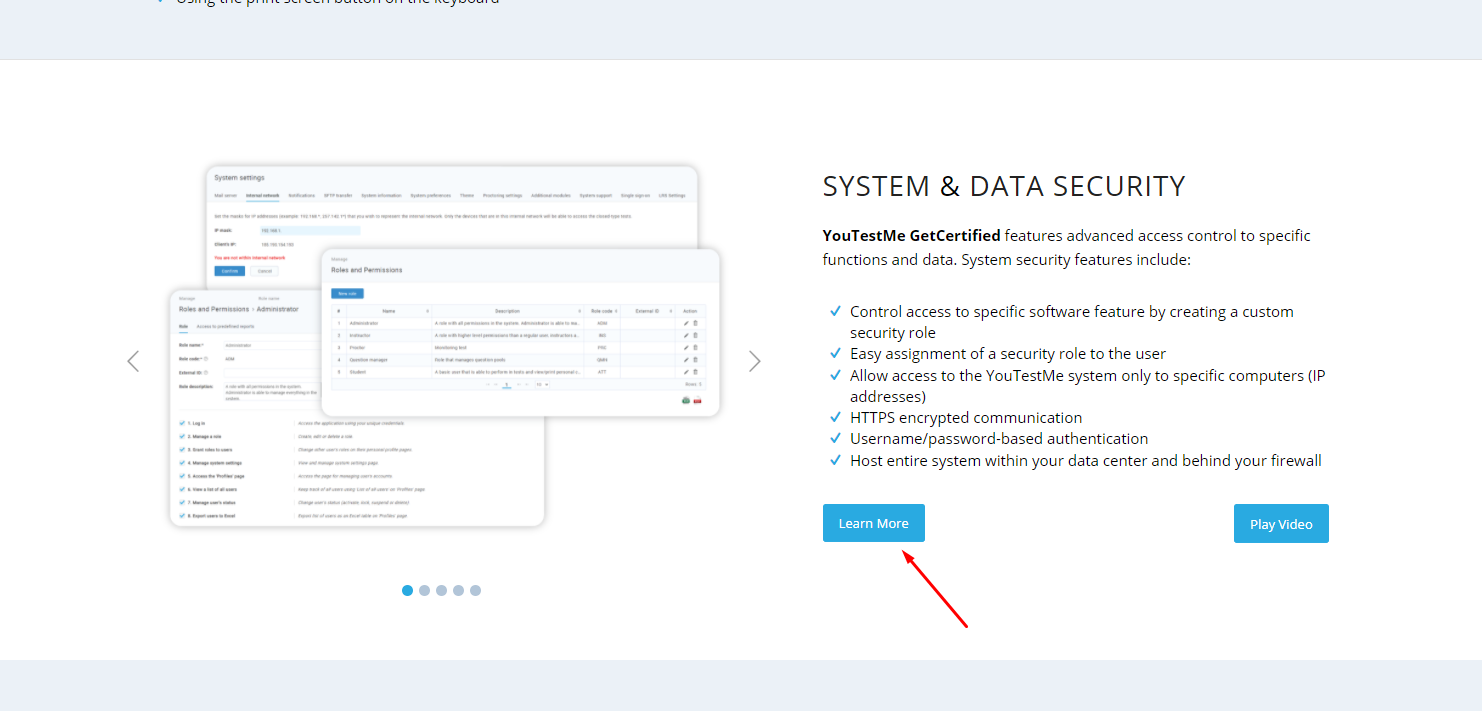 Using the print screen button on the keyboard
System settings
Mail server Internal network Notifications SFTP transfer System information System preferences Theme Proctoring settings Additional modules System support Single sign-on LMS Settings
IP mask: 192.168.1.
Client's IP:
You are not within internal network.
Confirm Cancel
Manage
Roles and Permissions
New role
# Name Description Role code External ID Action
1 Administrator A role with all permissions in the system. Administrator is able to ma... ADM
2 Instructor A role with higher-level permissions than a regular user. Instructors a... INS
3 Proctor Monitoring test PRO
4 Question manager Role that manages question pools QMN
5 Student A basic user that is able to perform in tests and view/print personal c... ATT
1 10 Rows: 5
Manage Role name
Roles and Permissions › Administrator
Role Access to predefined reports
Role name:* Administrator
Role code:* ADM
External ID:
Role description: A role with all permissions in the system.
Administrator is able to manage everything in the
system.
1. Log in Access the application using your unique credentials.
2. Manage a role Create, edit or delete a role.
3. Grant roles to users Change other user's roles on their personal profile pages.
4. Manage system settings View and manage system settings page.
5. Access the 'Profiles' page Access the page for managing user's accounts.
6. View a list of all users Keep track of all users using 'List of all users' on 'Profiles' page.
7. Manage user's status Change user's status (activate, lock, suspend or delete)
8. Export users to Excel Export list of users as an Excel table on 'Profiles' page.
SYSTEM & DATA SECURITY
YouTestMe GetCertified features advanced access control to specific
functions and data. System security features include:
Control access to specific software feature by creating a custom
security role
Easy assignment of a security role to the user
Allow access to the YouTestMe system only to specific computers (IP
addresses)
HTTPS encrypted communication
Username/password-based authentication
Host entire system within your data center and behind your firewall
Learn More
Play Video